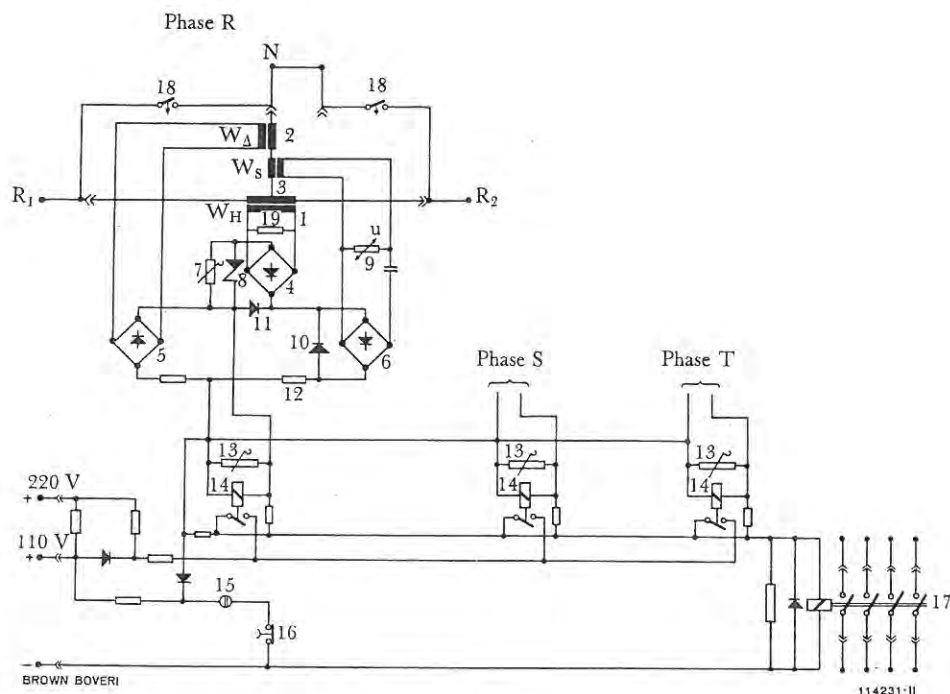 Phase R
N
18
18
W_Δ
2
W_S
3
R₁
R₂
W_H
19
1
u
7
8
4
9
11
5
10
6
12
Phase S
Phase T
13
13
13
14
14
14
+ 220 V
+ 110 V
15
16
17
−
BROWN BOVERI
114231·II